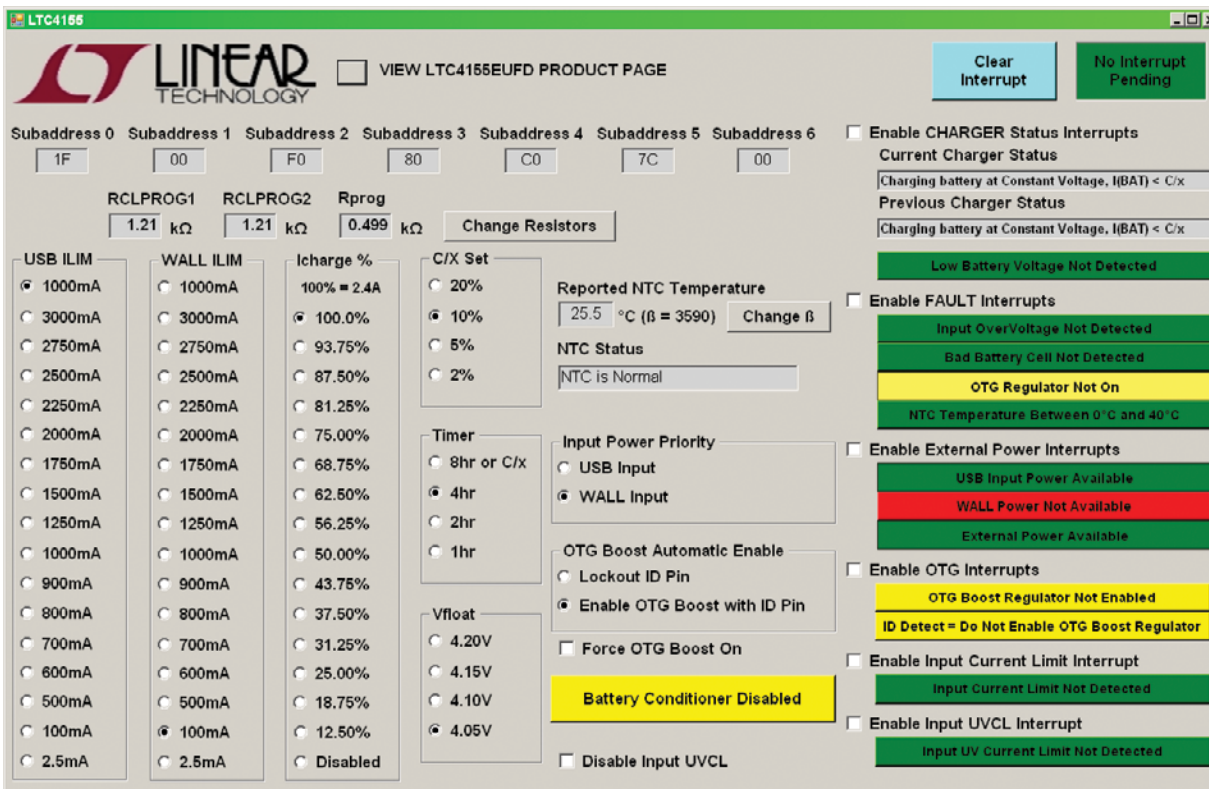 LTC4155
LINEAR
TECHNOLOGY
VIEW LTC4155EUFD PRODUCT PAGE
Clear
Interrupt
No Interrupt
Pending
Subaddress 0 Subaddress 1 Subaddress 2 Subaddress 3 Subaddress 4 Subaddress 5 Subaddress 6
1F 00 F0 80 C0 7C 00
RCLPROG1 RCLPROG2 Rprog
1.21 kΩ 1.21 kΩ 0.499 kΩ Change Resistors
USB ILIM
1000mA
3000mA
2750mA
2500mA
2250mA
2000mA
1750mA
1500mA
1250mA
1000mA
900mA
800mA
700mA
600mA
500mA
100mA
2.5mA
WALL ILIM
1000mA
3000mA
2750mA
2500mA
2250mA
2000mA
1750mA
1500mA
1250mA
1000mA
900mA
800mA
700mA
600mA
500mA
100mA
2.5mA
Icharge %
100% = 2.4A
100.0%
93.75%
87.50%
81.25%
75.00%
68.75%
62.50%
56.25%
50.00%
43.75%
37.50%
31.25%
25.00%
18.75%
12.50%
Disabled
C/X Set
20%
10%
5%
2%
Timer
8hr or C/x
4hr
2hr
1hr
Vfloat
4.20V
4.15V
4.10V
4.05V
Reported NTC Temperature
25.5 °C (ß = 3590) Change ß
NTC Status
NTC is Normal
Input Power Priority
USB Input
WALL Input
OTG Boost Automatic Enable
Lockout ID Pin
Enable OTG Boost with ID Pin
Force OTG Boost On
Battery Conditioner Disabled
Disable Input UVCL
Enable CHARGER Status Interrupts
Current Charger Status
Charging battery at Constant Voltage, I(BAT) < C/x
Previous Charger Status
Charging battery at Constant Voltage, I(BAT) < C/x
Low Battery Voltage Not Detected
Enable FAULT Interrupts
Input OverVoltage Not Detected
Bad Battery Cell Not Detected
OTG Regulator Not On
NTC Temperature Between 0°C and 40°C
Enable External Power Interrupts
USB Input Power Available
WALL Power Not Available
External Power Available
Enable OTG Interrupts
OTG Boost Regulator Not Enabled
ID Detect = Do Not Enable OTG Boost Regulator
Enable Input Current Limit Interrupt
Input Current Limit Not Detected
Enable Input UVCL Interrupt
Input UV Current Limit Not Detected